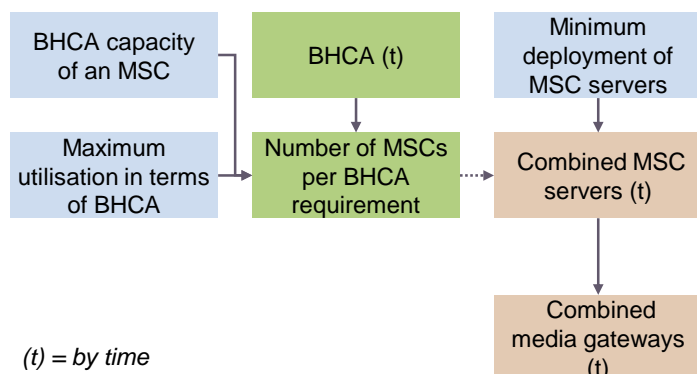 BHCA capacity
of an MSC
BHCA (t)
Minimum
deployment of
MSC servers
Maximum
utilisation in terms
of BHCA
Number of MSCs
per BHCA
requirement
Combined MSC
servers (t)
Combined
media gateways
(t)
(t) = by time